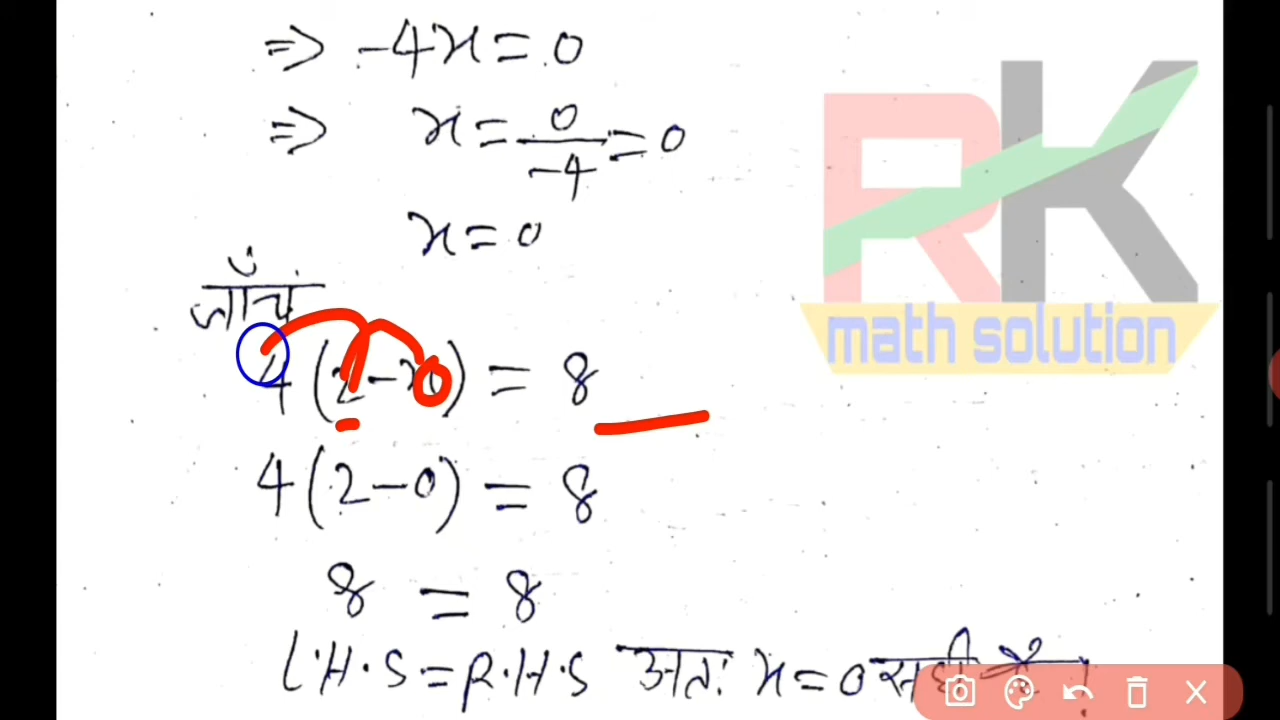 => -4x = 0
=> x = 0/-4 = 0
x = 0
जाँच
4(2-x) = 8
4(2-0) = 8
8 = 8
L.H.S = R.H.S अतः x = 0 सही है।
RK
math solution